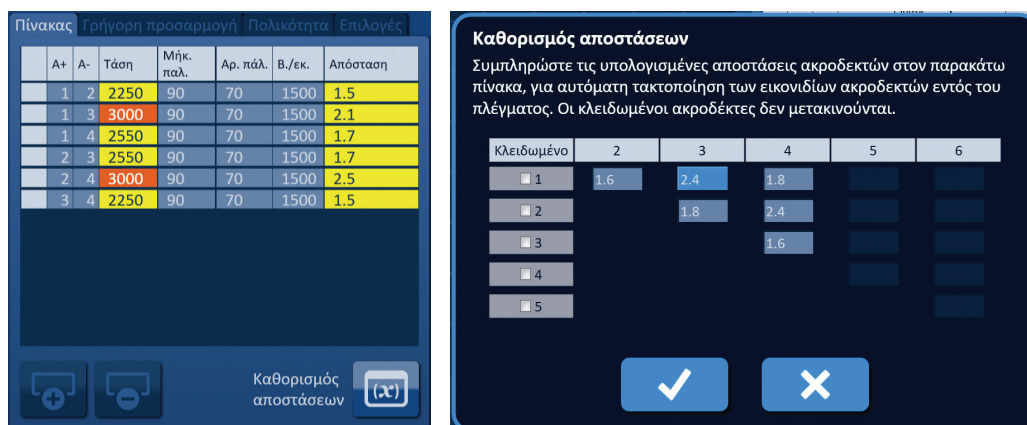 Πίνακας Γρήγορη προσαρμογή Πολικότητα Επιλογές
A+ A- Τάση Μήκ. παλ. Αρ. πάλ. Β./εκ. Απόσταση
1 2 2250 90 70 1500 1.5
1 3 3000 90 70 1500 2.1
1 4 2550 90 70 1500 1.7
2 3 2550 90 70 1500 1.7
2 4 3000 90 70 1500 2.5
3 4 2250 90 70 1500 1.5
Καθορισμός
αποστάσεων
(x)
Καθορισμός αποστάσεων
Συμπληρώστε τις υπολογισμένες αποστάσεις ακροδεκτών στον παρακάτω
πίνακα, για αυτόματη τακτοποίηση των εικονιδίων ακροδεκτών εντός του
πλέγματος. Οι κλειδωμένοι ακροδέκτες δεν μετακινούνται.
Κλειδωμένο 2 3 4 5 6
1 1.6 2.4 1.8
2 1.8 2.4
3 1.6
4
5